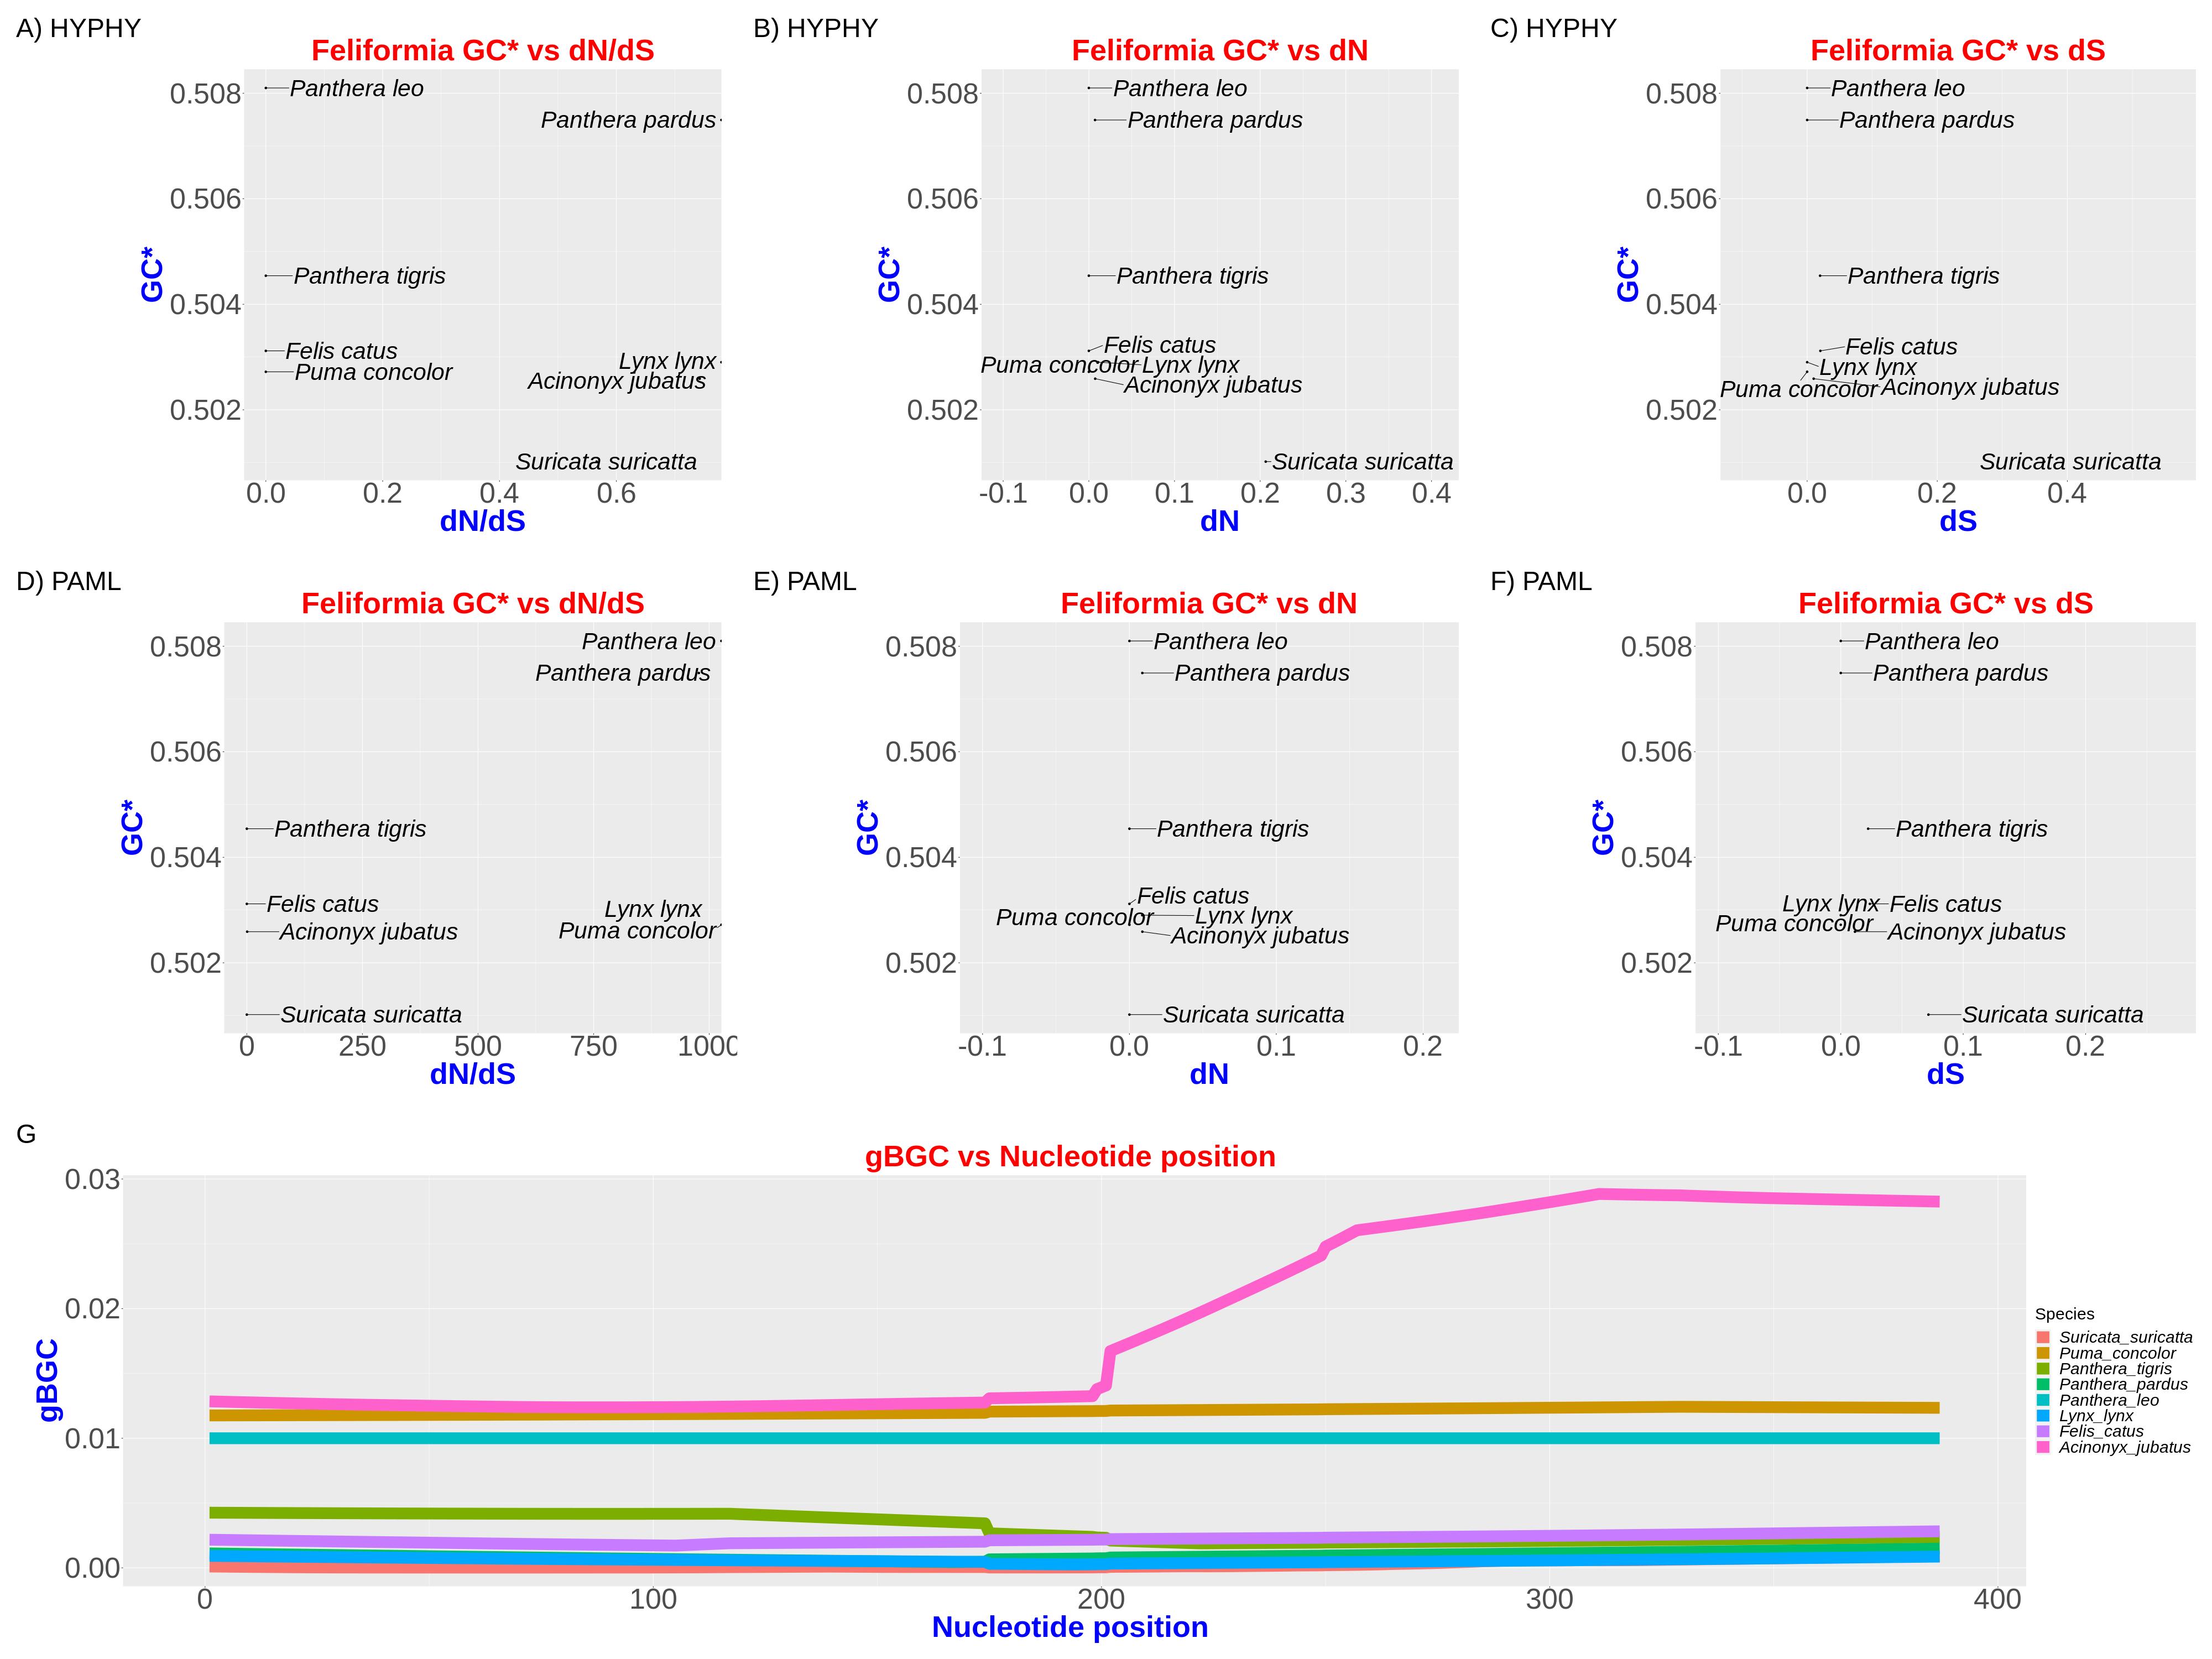 A) HYPHY
Feliformia GC* vs dN/dS
0.508
0.506
0.504
0.502
GC*
Panthera leo
Panthera pardus
Panthera tigris
Felis catus
Puma concolor
Lynx lynx
Acinonyx jubatus
Suricata suricatta
0.0 0.2 0.4 0.6
dN/dS
B) HYPHY
Feliformia GC* vs dN
0.508
0.506
0.504
0.502
GC*
Panthera leo
Panthera pardus
Panthera tigris
Felis catus
Puma concolor
Lynx lynx
Acinonyx jubatus
Suricata suricatta
-0.1 0.0 0.1 0.2 0.3 0.4
dN
C) HYPHY
Feliformia GC* vs dS
0.508
0.506
0.504
0.502
GC*
Panthera leo
Panthera pardus
Panthera tigris
Felis catus
Lynx lynx
Puma concolor
Acinonyx jubatus
Suricata suricatta
0.0 0.2 0.4
dS
D) PAML
Feliformia GC* vs dN/dS
0.508
0.506
0.504
0.502
GC*
Panthera leo
Panthera pardus
Panthera tigris
Felis catus
Lynx lynx
Acinonyx jubatus
Puma concolor
Suricata suricatta
0 250 500 750 1000
dN/dS
E) PAML
Feliformia GC* vs dN
0.508
0.506
0.504
0.502
GC*
Panthera leo
Panthera pardus
Panthera tigris
Felis catus
Puma concolor
Lynx lynx
Acinonyx jubatus
Suricata suricatta
-0.1 0.0 0.1 0.2
dN
F) PAML
Feliformia GC* vs dS
0.508
0.506
0.504
0.502
GC*
Panthera leo
Panthera pardus
Panthera tigris
Lynx lynx
Felis catus
Puma concolor
Acinonyx jubatus
Suricata suricatta
-0.1 0.0 0.1 0.2
dS
G
gBGC vs Nucleotide position
0.03
0.02
0.01
0.00
gBGC
0 100 200 300 400
Nucleotide position
Species
Suricata_suricatta
Puma_concolor
Panthera_tigris
Panthera_pardus
Panthera_leo
Lynx_lynx
Felis_catus
Acinonyx_jubatus